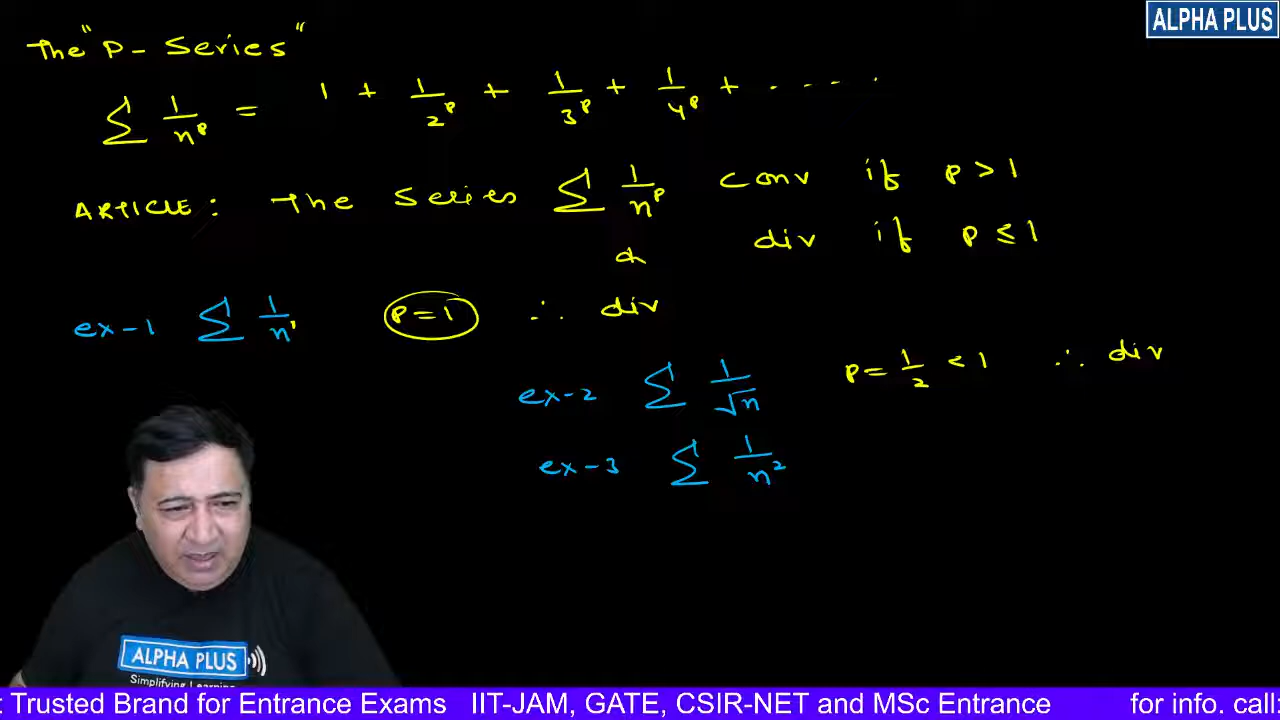 ALPHA PLUS
The "P - Series"
∑ 1/n^p = 1 + 1/2^p + 1/3^p + 1/4^p + ------
ARTICLE: The Series ∑ 1/n^p conv if p > 1
& div if p ≤ 1
ex-1 ∑ 1/n^1 p=1 ∴ div
ex-2 ∑ 1/√n p = 1/2 < 1 ∴ div
ex-3 ∑ 1/n^2
ALPHA PLUS
Simplifying Learning
Trusted Brand for Entrance Exams IIT-JAM, GATE, CSIR-NET and MSc Entrance for info. call: